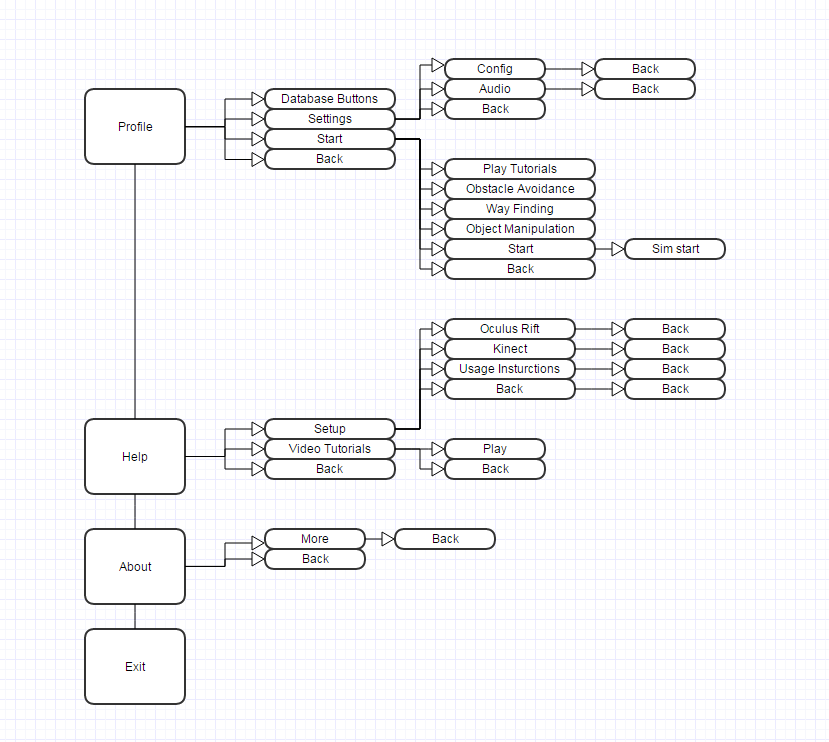 Profile
Database Buttons
Settings
Start
Back
Config
Audio
Back
Back
Back
Play Tutorials
Obstacle Avoidance
Way Finding
Object Manipulation
Start
Back
Sim start
Help
Setup
Video Tutorials
Back
Oculus Rift
Kinect
Usage Insturctions
Back
Back
Back
Back
Back
Play
Back
About
More
Back
Back
Exit